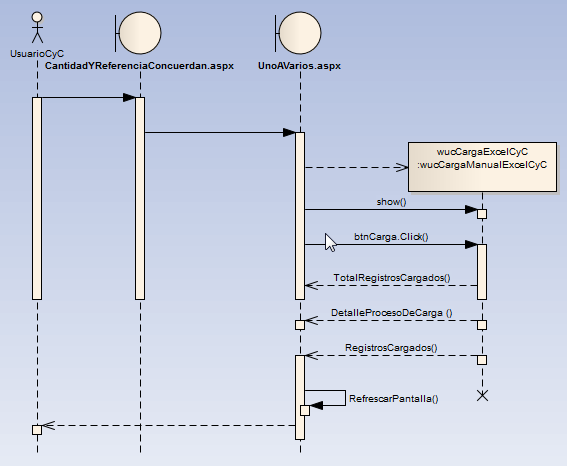 UsuarioCyC
CantidadYReferenciaConcuerdan.aspx
UnoAVarios.aspx
wucCargaExcelCyC
:wucCargaManualExcelCyC
show()
btnCarga.Click()
TotalRegistrosCargados()
DetalleProcesoDeCarga ()
RegistrosCargados()
RefrescarPantalla()